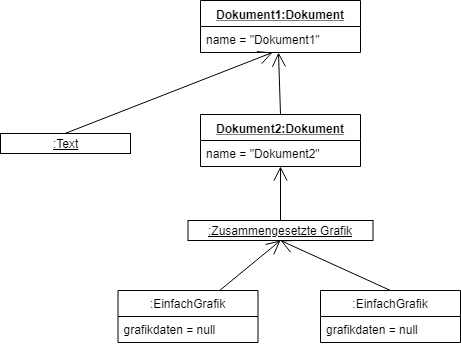 Dokument1:Dokument
name = "Dokument1"
:Text
Dokument2:Dokument
name = "Dokument2"
:Zusammengesetzte Grafik
:EinfachGrafik
grafikdaten = null
:EinfachGrafik
grafikdaten = null